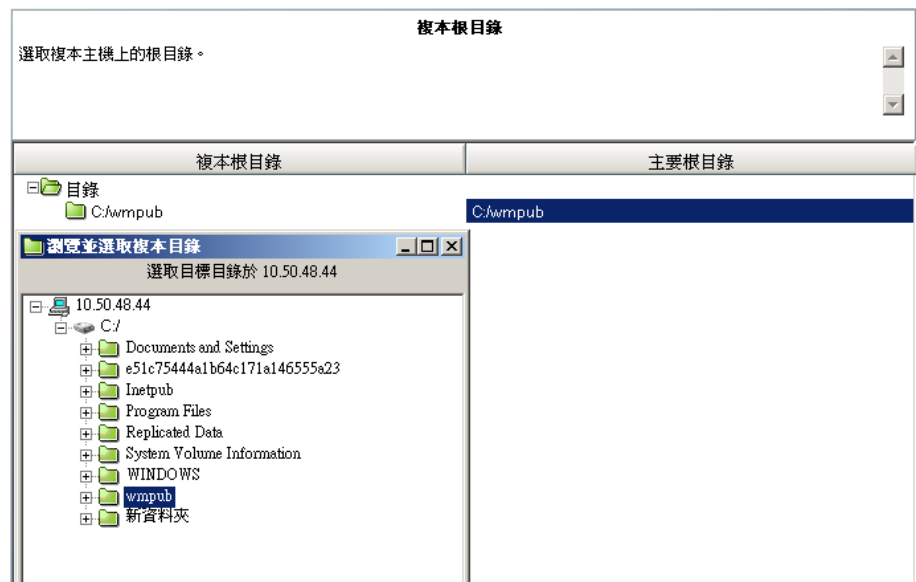 複本根目錄
選取複本主機上的根目錄。
複本根目錄 主要根目錄
目錄
C:/wmpub C:/wmpub
瀏覽並選取複本目錄
選取目標目錄於 10.50.48.44
10.50.48.44
C:/
Documents and Settings
e51c75444a1b64c171a146555a23
Inetpub
Program Files
Replicated Data
System Volume Information
WINDOWS
wmpub
新資料夾